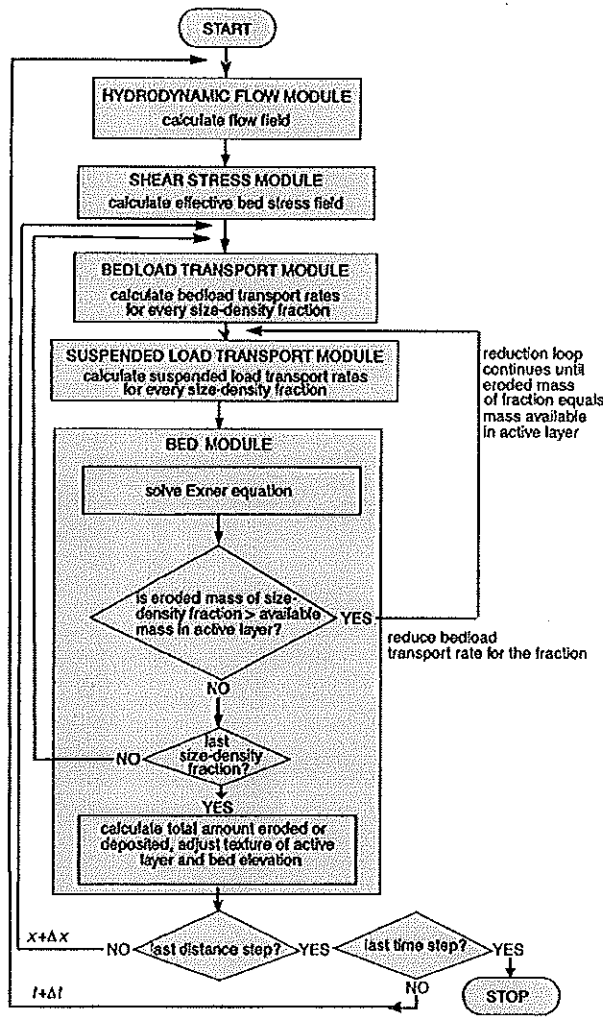 START
HYDRODYNAMIC FLOW MODULE
calculate flow field
SHEAR STRESS MODULE
calculate effective bed stress field
BEDLOAD TRANSPORT MODULE
calculate bedload transport rates
for every size-density fraction
SUSPENDED LOAD TRANSPORT MODULE
calculate suspended load transport rates
for every size-density fraction
reduction loop
continues until
eroded mass
of fraction equals
mass available
in active layer
BED MODULE
solve Exner equation
is eroded mass of size-
density fraction > available
mass in active layer?
YES
reduce bedload
transport rate for the fraction
NO
last
size-density
fraction?
NO
YES
calculate total amount eroded or
deposited, adjust texture of active
layer and bed elevation
x+Δx
NO
last distance step?
YES
last time step?
YES
NO
t+Δt
STOP